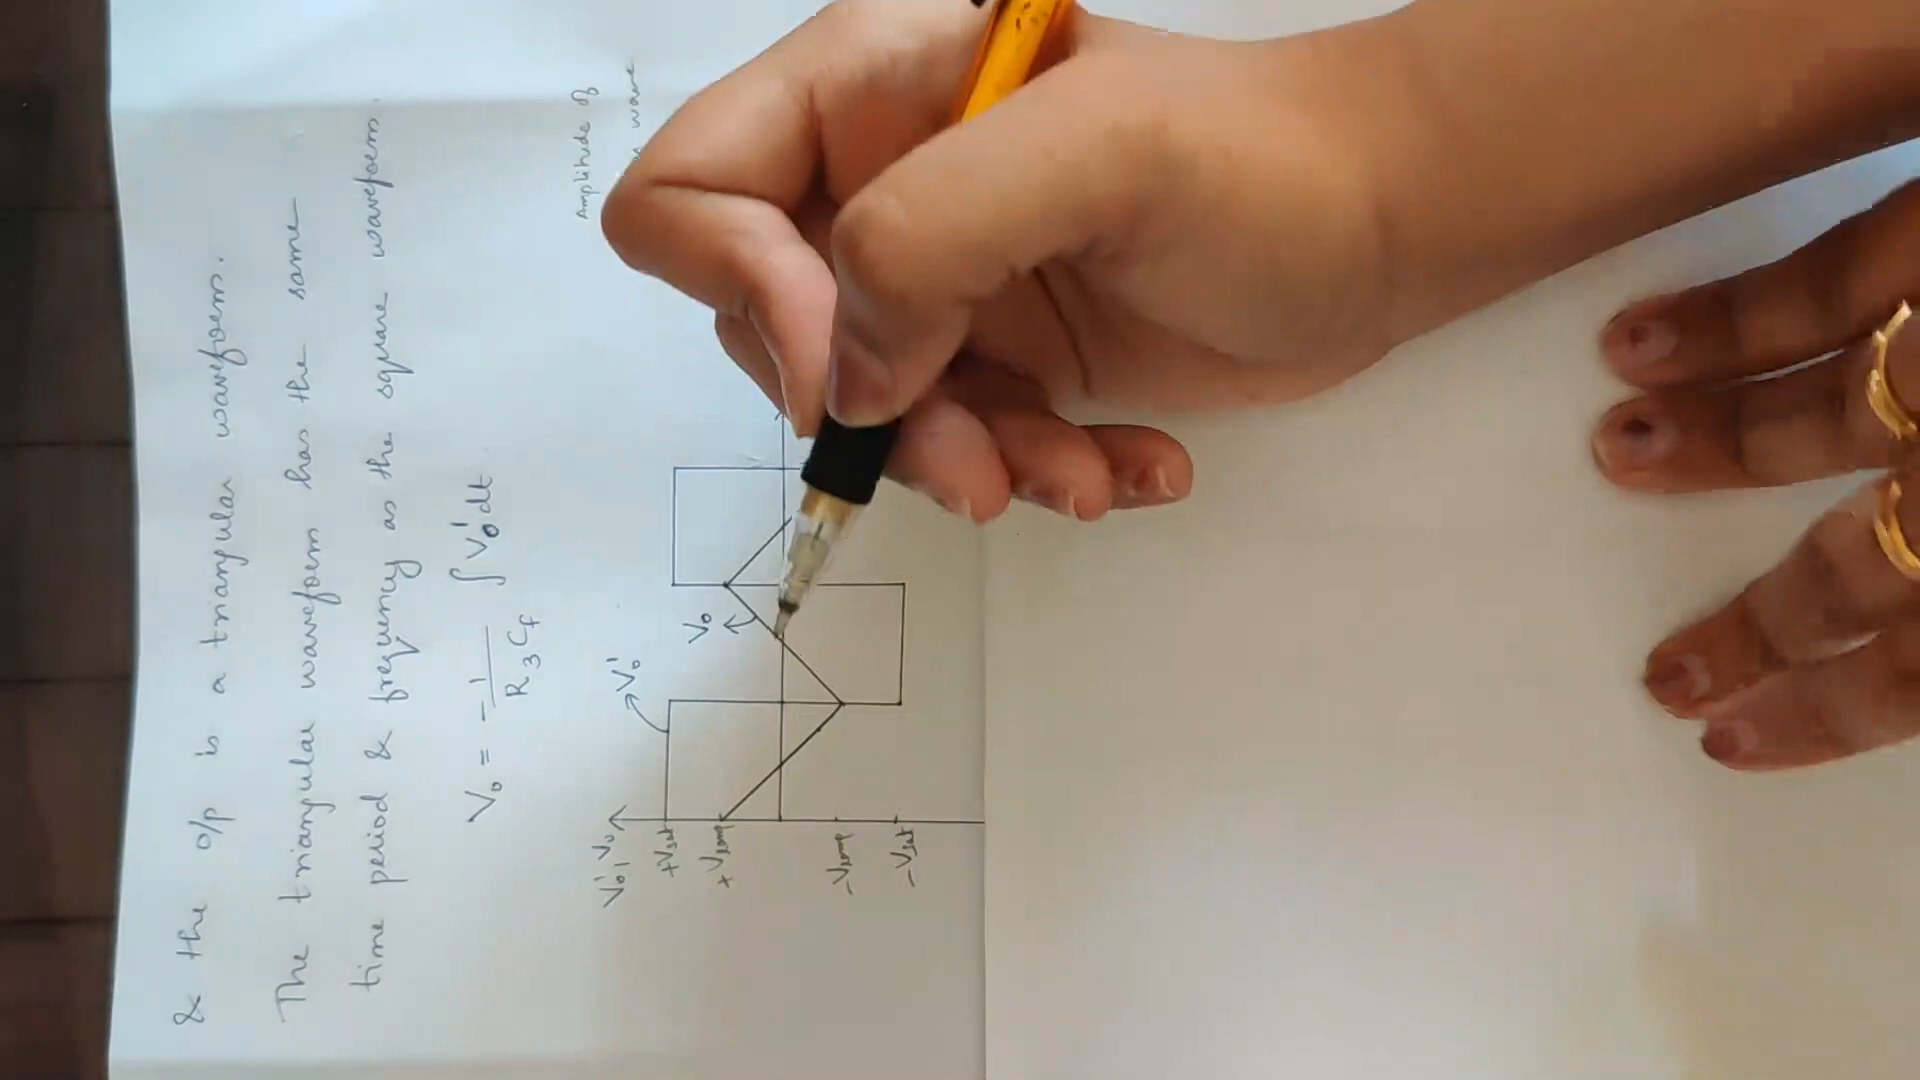 & the o/p is a triangular waveform.
The triangular waveform has the same
time period & frequency as the square waveform.
V₀ = - 1/(R₃C_f) ∫V₀'dt
Amplitude of
wave
V₀', V₀
V₀'
V₀
+Vsat
+Vramp
-Vramp
-Vsat